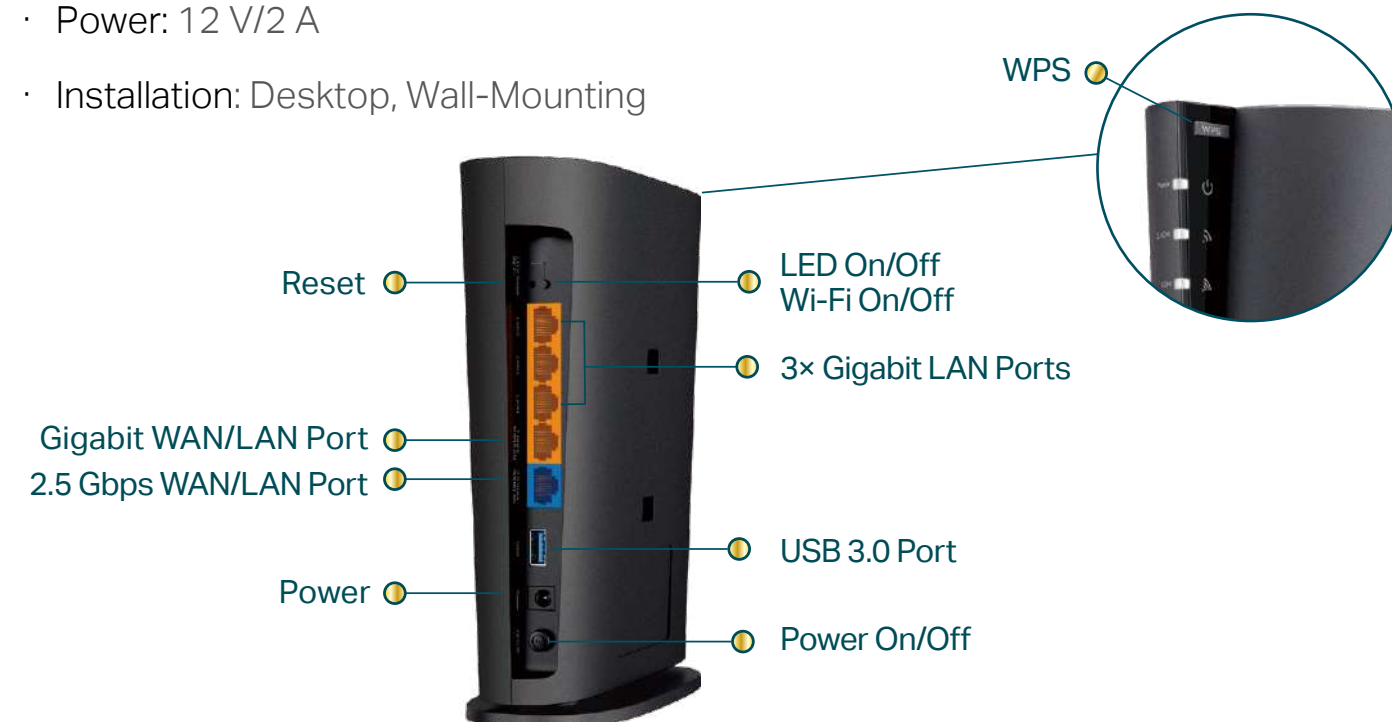 · Power: 12 V/2 A
· Installation: Desktop, Wall-Mounting
WPS
WPS
Reset
LED On/Off
Wi-Fi On/Off
3× Gigabit LAN Ports
Gigabit WAN/LAN Port
2.5 Gbps WAN/LAN Port
USB 3.0 Port
Power
Power On/Off